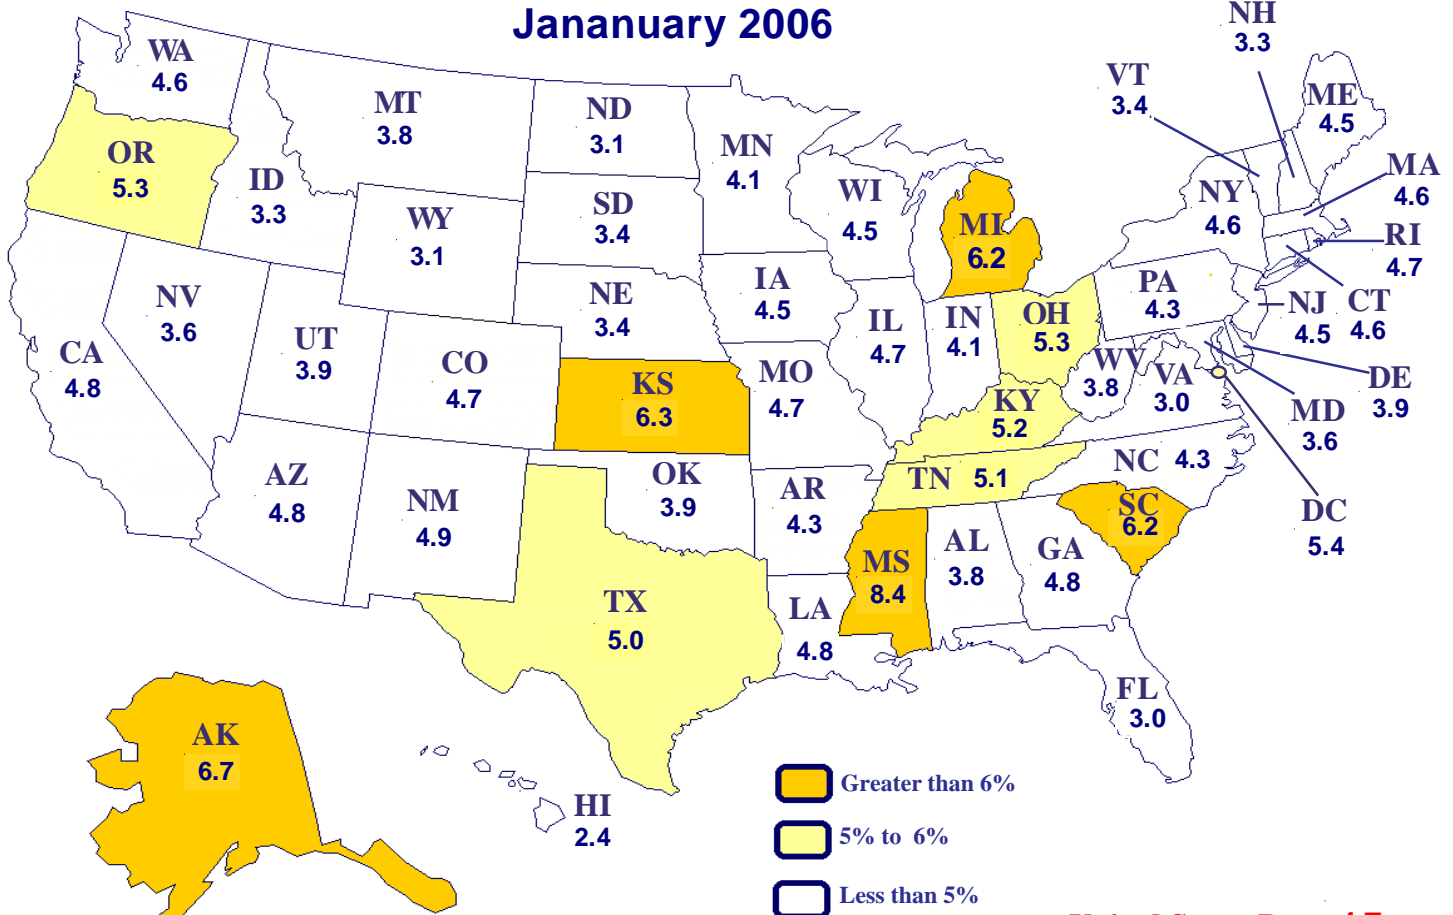 Jananuary 2006
NH
3.3
WA
4.6
VT
3.4
ME
4.5
MT
3.8
ND
3.1
MN
4.1
OR
5.3
ID
3.3
MA
4.6
WI
4.5
NY
4.6
SD
3.4
WY
3.1
MI
6.2
RI
4.7
IA
4.5
PA
4.3
NE
3.4
NV
3.6
NJ
4.5
CT
4.6
IL
4.7
IN
4.1
OH
5.3
UT
3.9
CA
4.8
CO
4.7
WV
3.8
VA
3.0
MO
4.7
KS
6.3
DE
3.9
MD
3.6
KY
5.2
NC 4.3
TN 5.1
AZ
4.8
OK
3.9
AR
4.3
NM
4.9
SC
6.2
DC
5.4
AL
3.8
GA
4.8
MS
8.4
TX
5.0
LA
4.8
FL
3.0
AK
6.7
HI
2.4
Greater than 6%
5% to 6%
Less than 5%